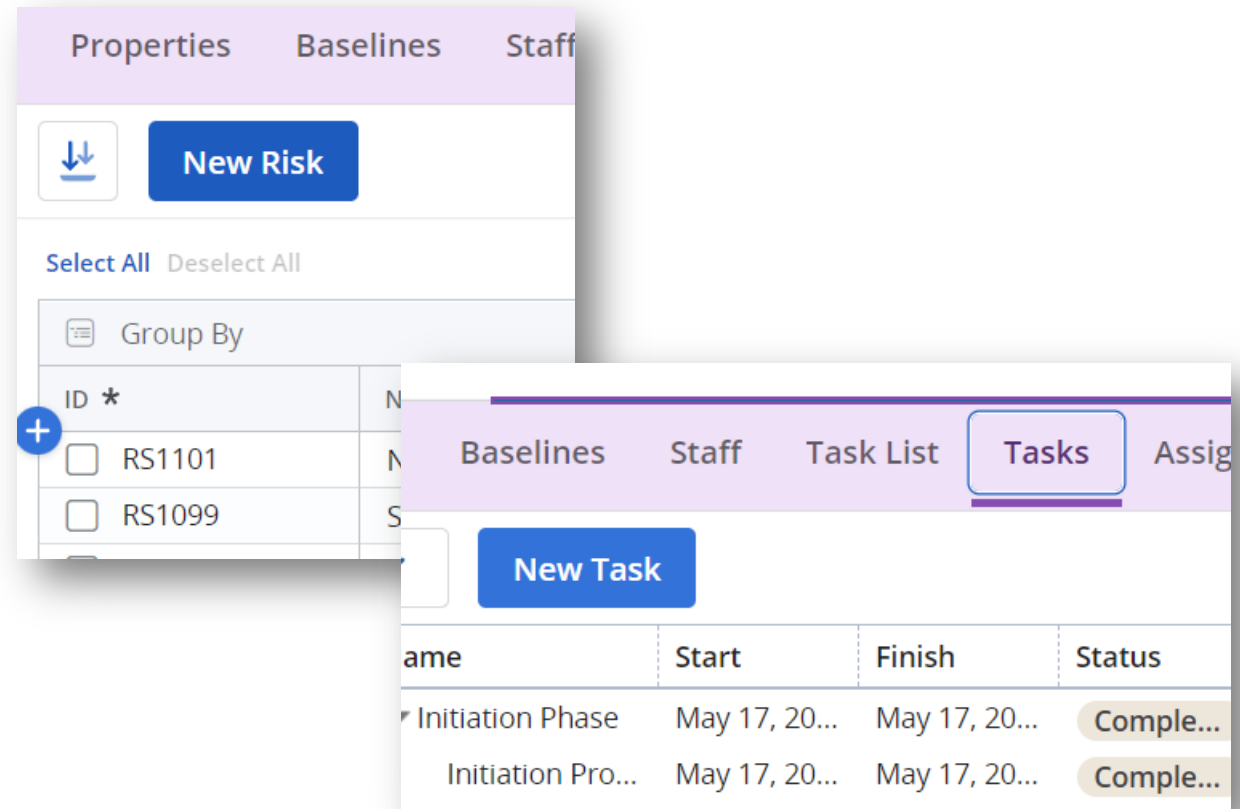 Properties Baselines Staff
New Risk
Select All Deselect All
Group By
ID * N
RS1101 N
RS1099 S
Baselines Staff Task List Tasks Assig
New Task
ame Start Finish Status
Initiation Phase May 17, 20... May 17, 20... Comple...
Initiation Pro... May 17, 20... May 17, 20... Comple...